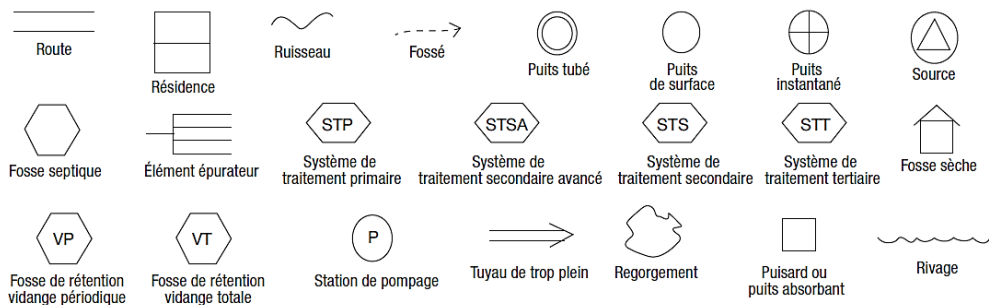 Route
Résidence
Ruisseau
Fossé
Puits tubé
Puits
de surface
Puits
instantané
Source
Fosse septique
Élément épurateur
STP
Système de
traitement primaire
STSA
Système de
traitement secondaire avancé
STS
Système de
traitement secondaire
STT
Système de
traitement tertiaire
Fosse sèche
VP
Fosse de rétention
vidange périodique
VT
Fosse de rétention
vidange totale
P
Station de pompage
Tuyau de trop plein
Regorgement
Puisard ou
puits absorbant
Rivage